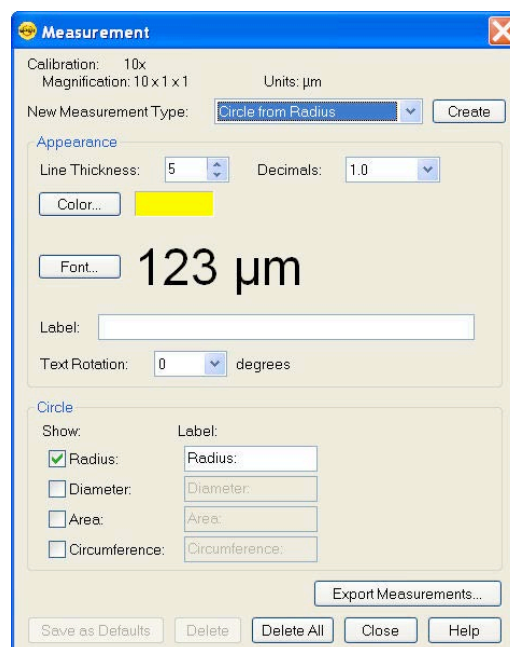 Measurement
Calibration: 10x
Magnification: 10 x 1 x 1 Units: µm
New Measurement Type: Circle from Radius Create
Appearance
Line Thickness: 5 Decimals: 1.0
Color...
Font... 123 µm
Label:
Text Rotation: 0 degrees
Circle
Show: Label:
Radius: Radius:
Diameter: Diameter:
Area: Area:
Circumference: Circumference:
Export Measurements...
Save as Defaults Delete Delete All Close Help